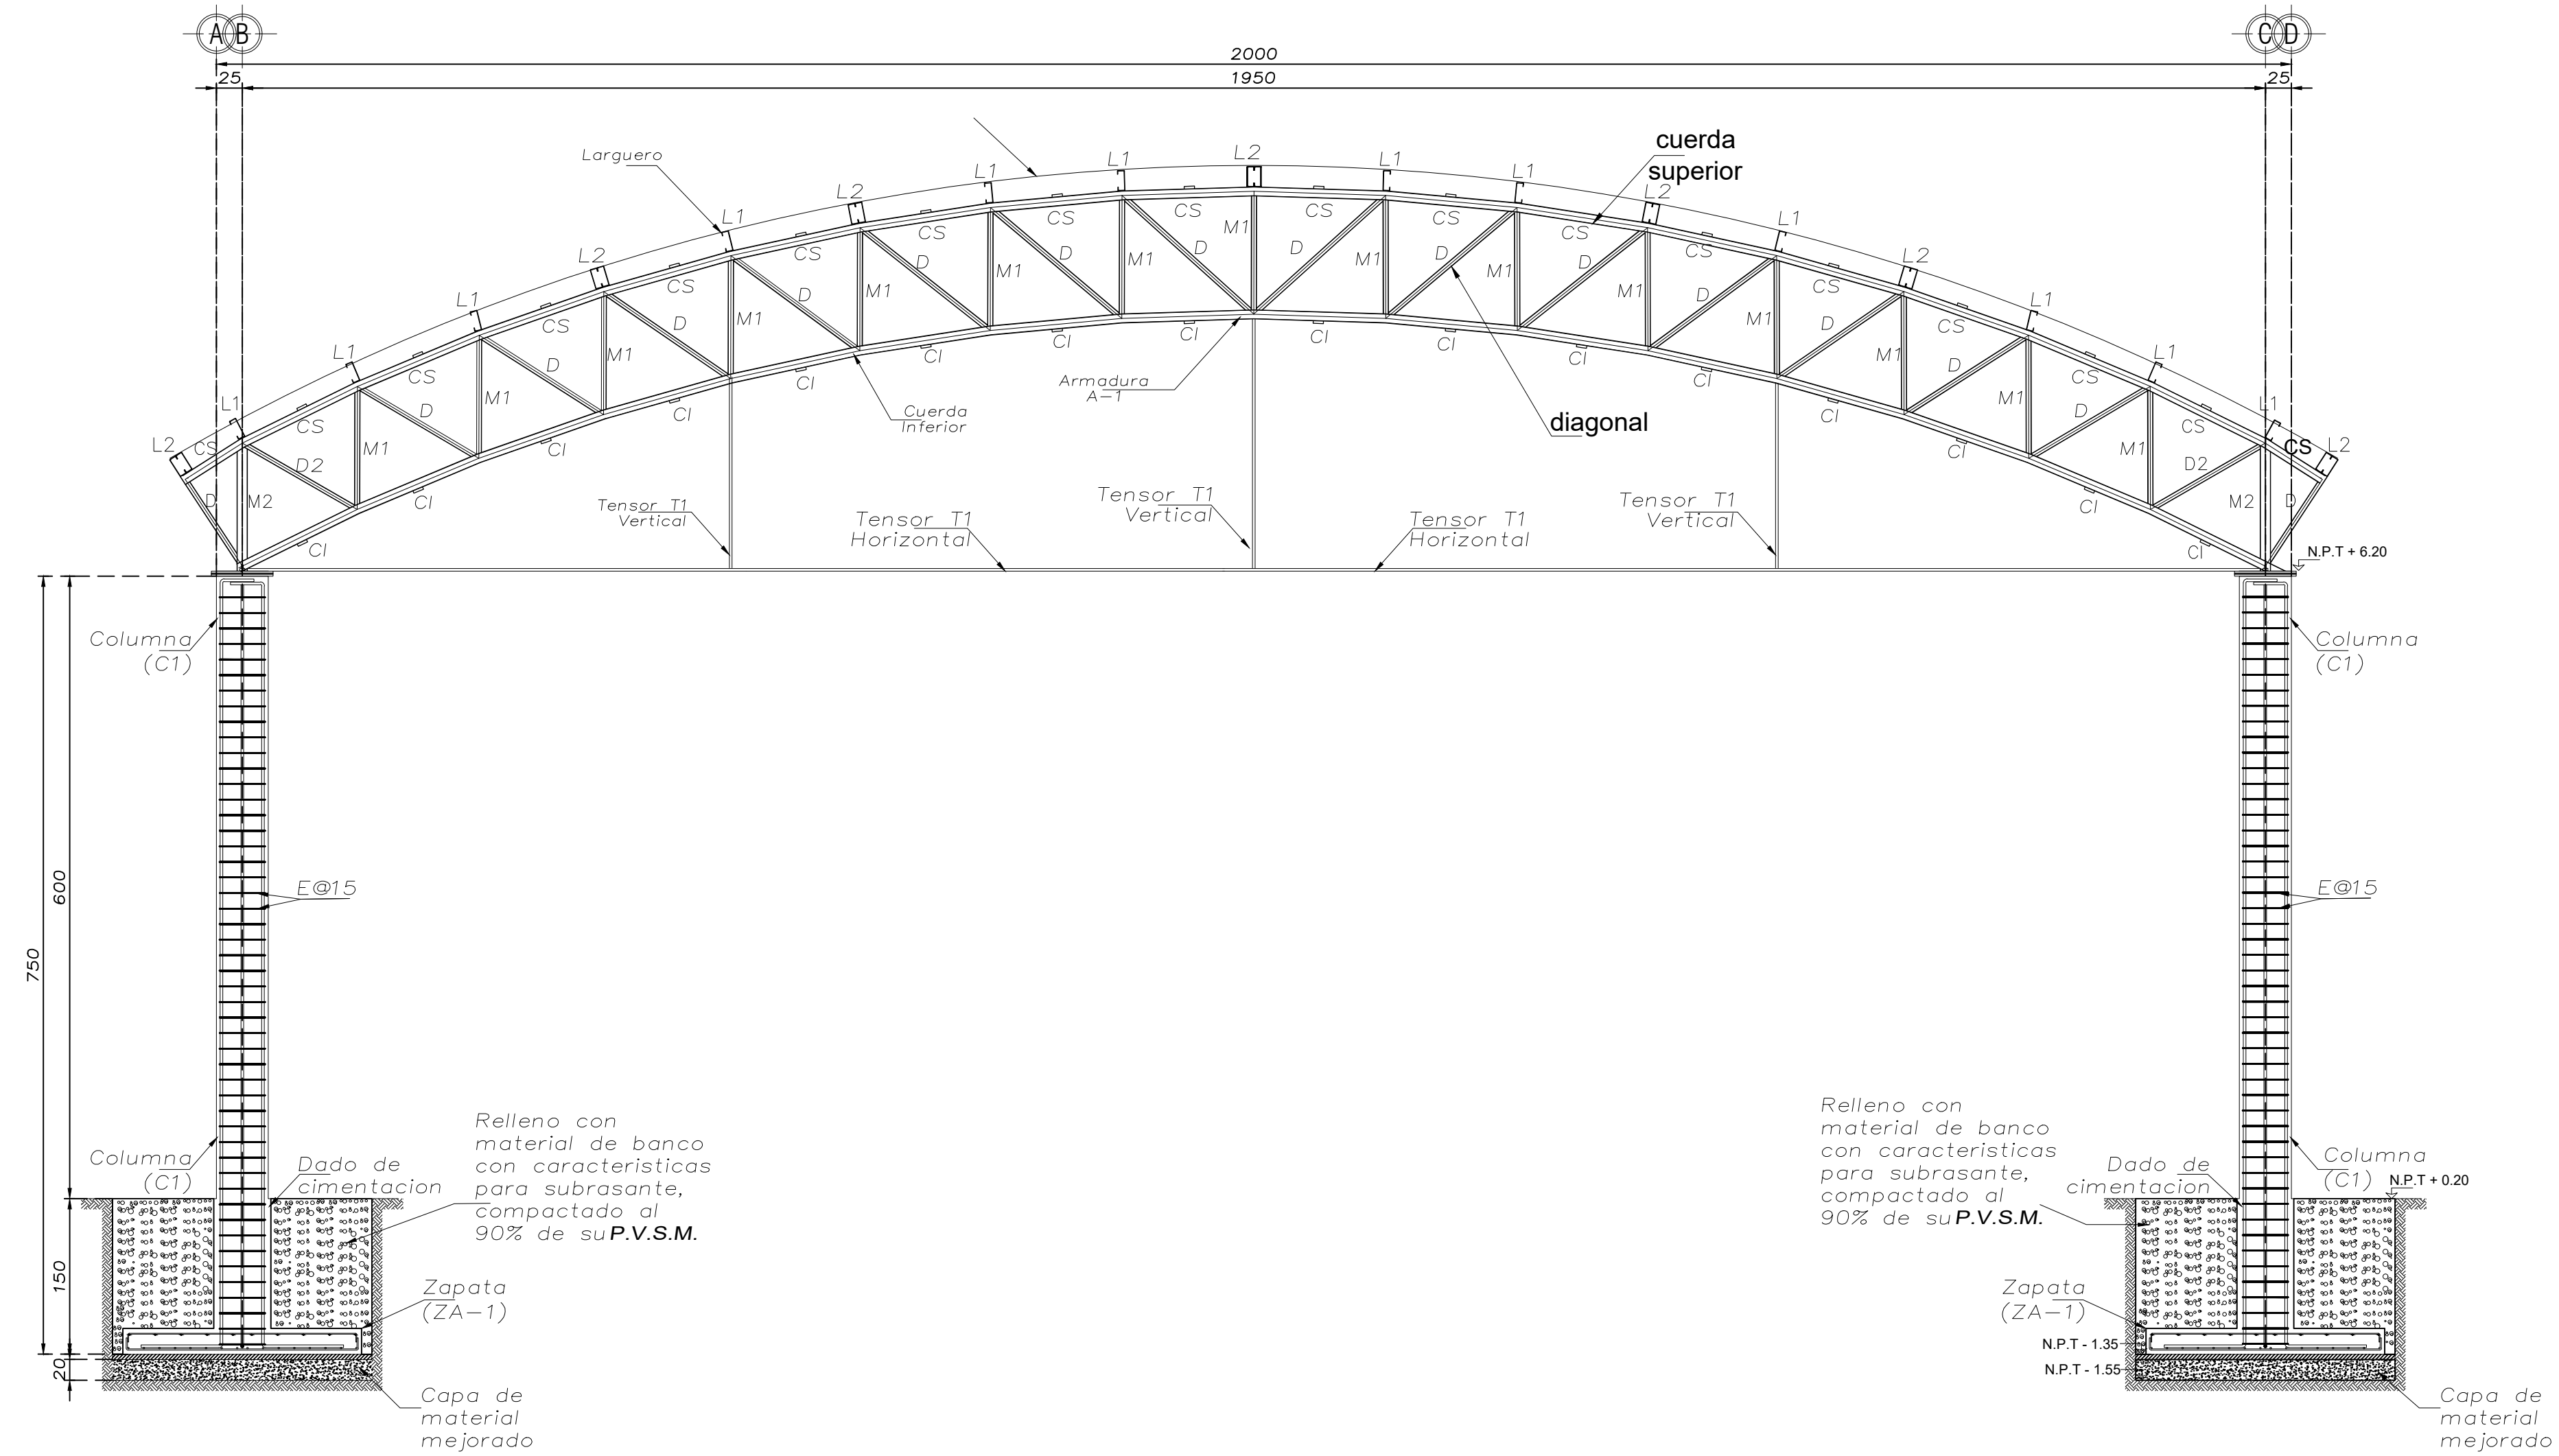 A B C D
2000
25 1950 25
cuerda
superior
Larguero
L1 L1 L2 L1 L1
L2 L2
L1 L1
L2 L2
L1 L1
L1 L1
L1 L1
L2 L2
CS CS CS CS
CS CS
CS CS
CS CS
CS CS
CS CS
CS CS
CS CS
M1 M1 M1 M1 M1
M1 M1
M1 M1
M1 M1
M1 M1
M1 M1
M2 M2
D D D D
D D
D D
D D
D D
D D
D2 D2
D D
CI CI CI CI
CI CI
CI CI
CI CI
CI CI
CI CI
CI CI
CI CI
Armadura
A-1
Cuerda
Inferior
diagonal
Tensor T1
Vertical
Tensor T1
Horizontal
Tensor T1
Vertical
Tensor T1
Horizontal
Tensor T1
Vertical
N.P.T + 6.20
Columna
(C1)
Columna
(C1)
600
750
E@15
E@15
Relleno con
material de banco
con caracteristicas
para subrasante,
compactado al
90% de su P.V.S.M.
Relleno con
material de banco
con caracteristicas
para subrasante,
compactado al
90% de su P.V.S.M.
Columna
(C1)
Dado de
cimentacion
Dado de
cimentacion
Columna
(C1)
N.P.T + 0.20
150
Zapata
(ZA-1)
Zapata
(ZA-1)
N.P.T - 1.35
N.P.T - 1.55
20
Capa de
material
mejorado
Capa de
material
mejorado